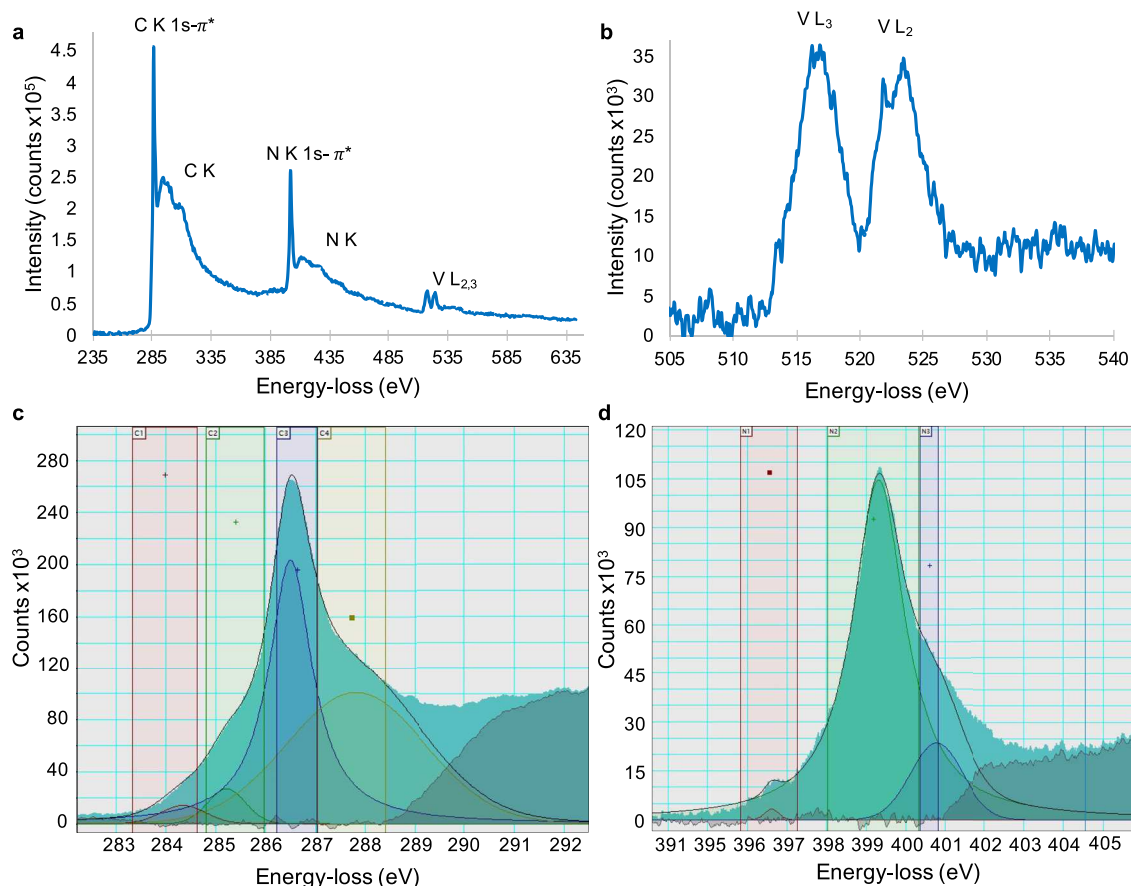 a
C K 1s-π*
C K
N K 1s- π*
N K
V L2,3
Intensity (counts x10⁵)
4.5
4
3.5
3
2.5
2
1.5
1
0.5
0
235 285 335 385 435 485 535 585 635
Energy-loss (eV)
b
V L3
V L2
Intensity (counts x10³)
35
30
25
20
15
10
5
0
505 510 515 520 525 530 535 540
Energy-loss (eV)
c
C1 C2 C3 C4
Counts x10³
280
240
200
160
120
80
40
0
283 284 285 286 287 288 289 290 291 292
Energy-loss (eV)
d
N1 N2 N3
Counts x10³
120
105
90
75
60
45
30
15
0
391 395 396 397 398 399 400 401 402 403 404 405
Energy-loss (eV)